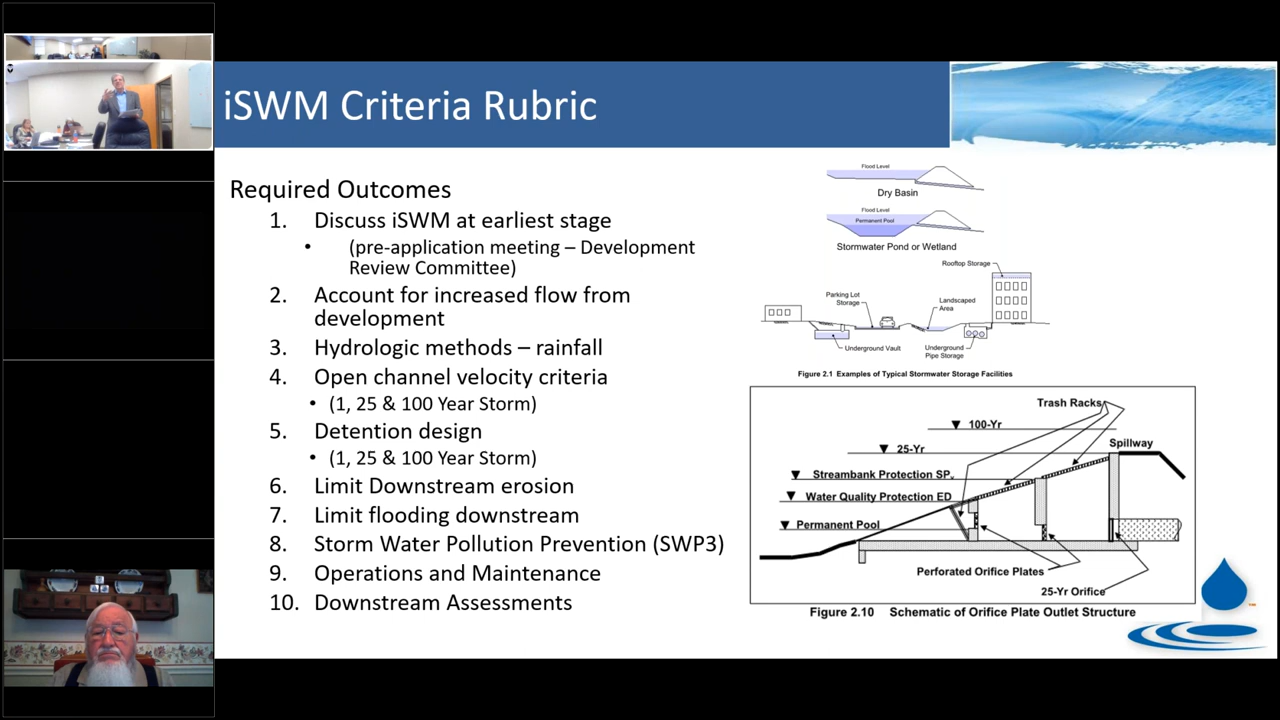 iSWM Criteria Rubric
Required Outcomes
1. Discuss iSWM at earliest stage
• (pre-application meeting – Development
Review Committee)
2. Account for increased flow from
development
3. Hydrologic methods – rainfall
4. Open channel velocity criteria
• (1, 25 & 100 Year Storm)
5. Detention design
• (1, 25 & 100 Year Storm)
6. Limit Downstream erosion
7. Limit flooding downstream
8. Storm Water Pollution Prevention (SWP3)
9. Operations and Maintenance
10. Downstream Assessments
Flood Level
Dry Basin
Flood Level
Permanent Pool
Stormwater Pond or Wetland
Rooftop Storage
Parking Lot
Storage
Landscaped
Area
Underground Vault
Underground
Pipe Storage
Figure 2.1 Examples of Typical Stormwater Storage Facilities
Trash Racks
100-Yr
Spillway
25-Yr
Streambank Protection SPv
Water Quality Protection ED
Permanent Pool
Perforated Orifice Plates
25-Yr Orifice
Figure 2.10 Schematic of Orifice Plate Outlet Structure